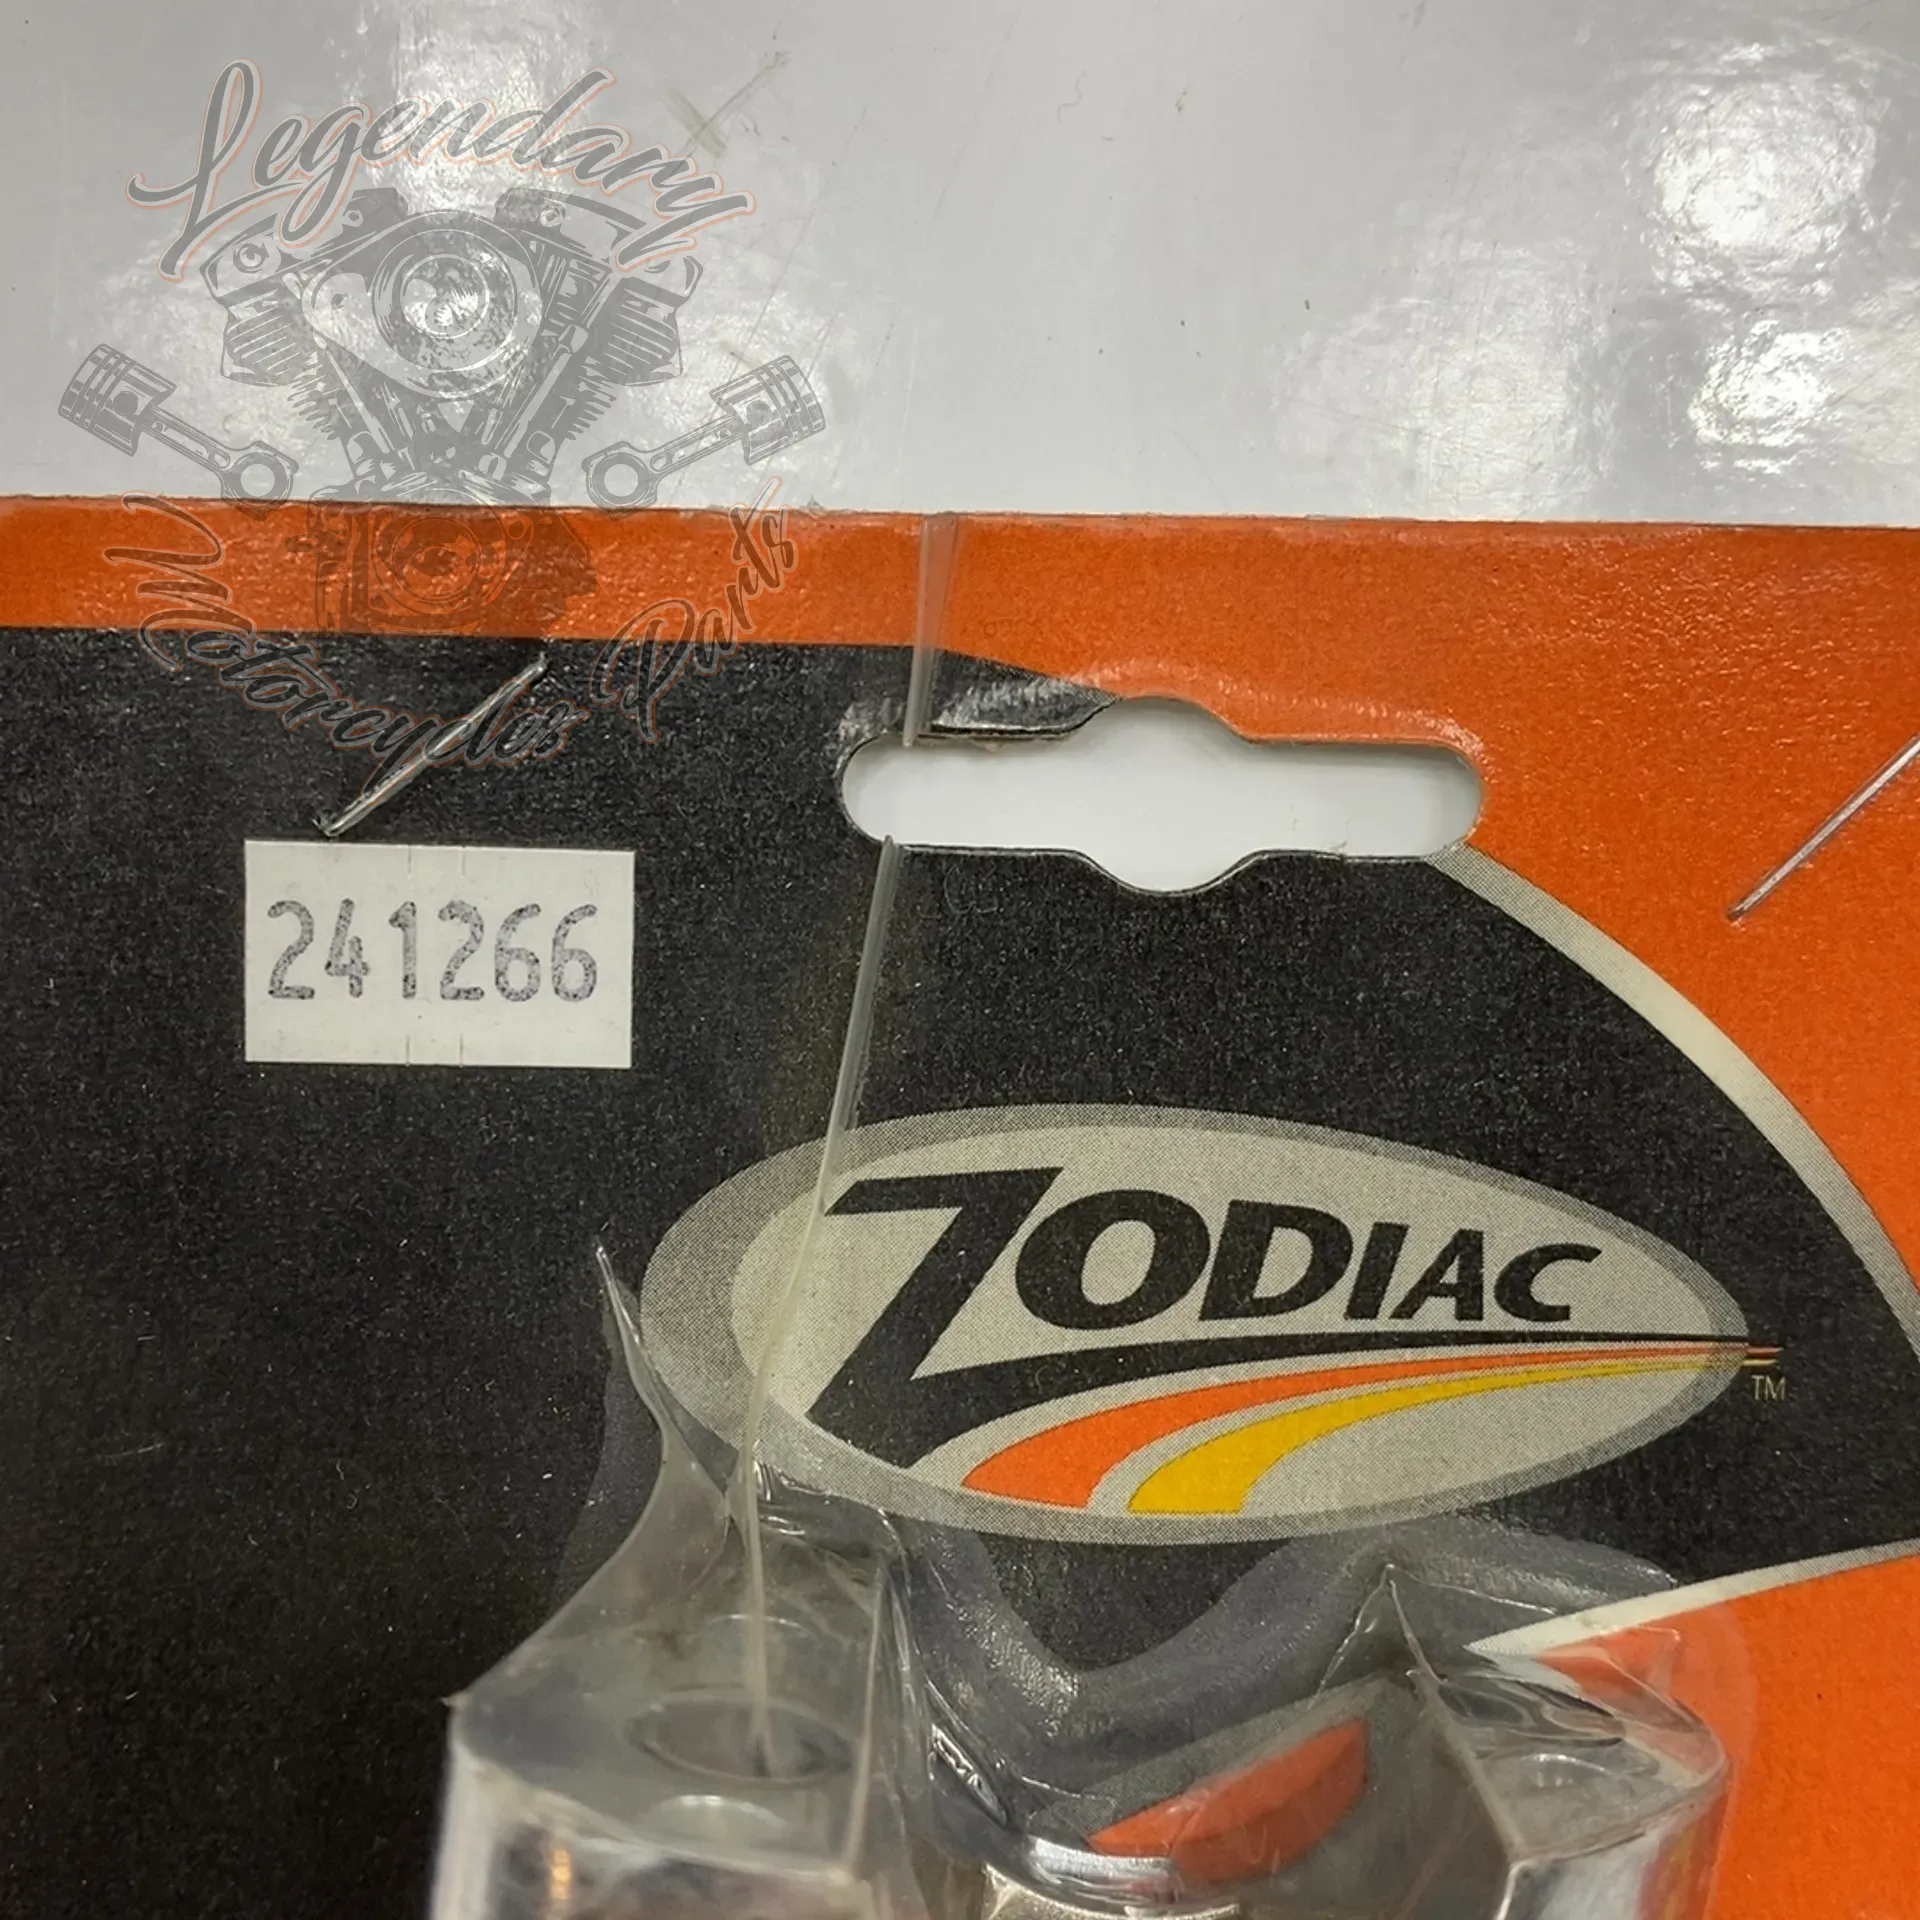 Legendary
Motorcycles Parts
241266
ZODIAC
TM